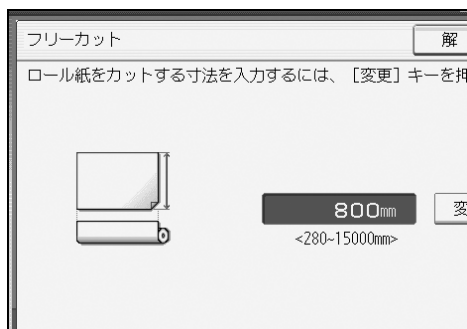 フリーカット
解
ロール紙をカットする寸法を入力するには、［変更］キーを押
800mm
変
<280~15000mm>